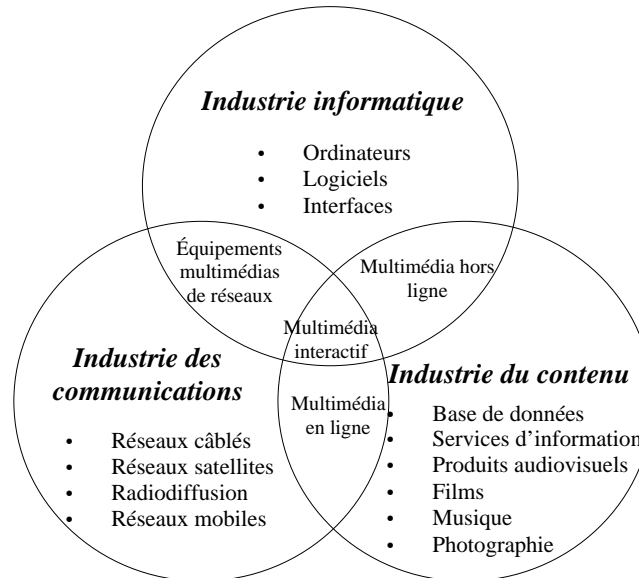 Industrie informatique
• Ordinateurs
• Logiciels
• Interfaces
Équipements
multimédias
de réseaux
Multimédia hors
ligne
Multimédia
interactif
Industrie des
communications
• Réseaux câblés
• Réseaux satellites
• Radiodiffusion
• Réseaux mobiles
Multimédia
en ligne
Industrie du contenu
• Base de données
• Services d’information
• Produits audiovisuels
• Films
• Musique
• Photographie